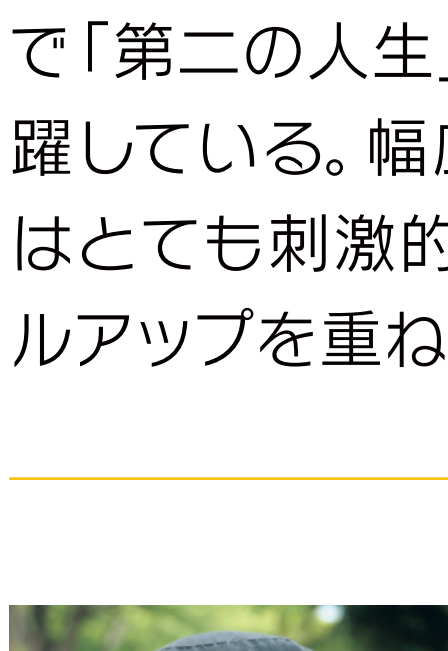 で「第二の人生」
躍している。幅広
はとても刺激的
ルアップを重ね